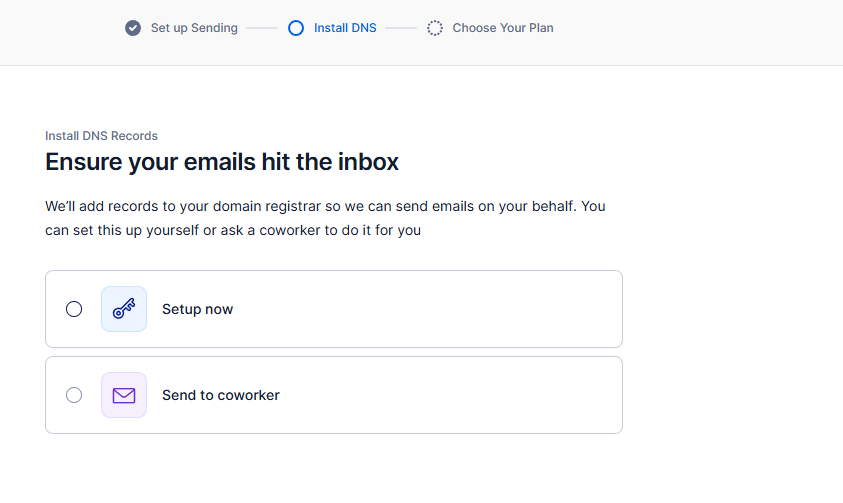 Set up Sending
Install DNS
Choose Your Plan
Install DNS Records
Ensure your emails hit the inbox
We'll add records to your domain registrar so we can send emails on your behalf. You
can set this up yourself or ask a coworker to do it for you
Setup now
Send to coworker